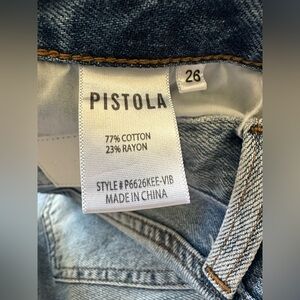 PISTOLA
26
77% COTTON
23% RAYON
STYLE # P6626KEE-VIB
MADE IN CHINA